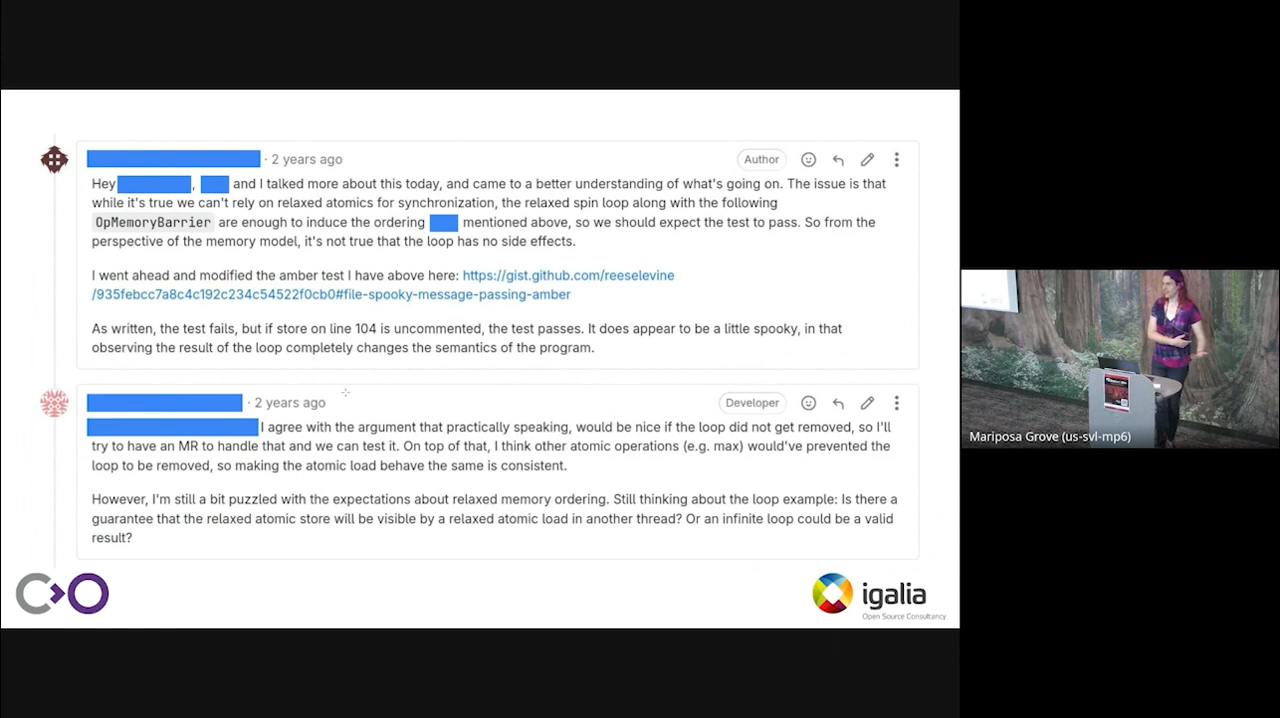 · 2 years ago
Author
Hey , and I talked more about this today, and came to a better understanding of what's going on. The issue is that
while it's true we can't rely on relaxed atomics for synchronization, the relaxed spin loop along with the following
OpMemoryBarrier are enough to induce the ordering mentioned above, so we should expect the test to pass. So from the
perspective of the memory model, it's not true that the loop has no side effects.
I went ahead and modified the amber test I have above here: https://gist.github.com/reeselevine
/935febcc7a8c4c192c234c54522f0cb0#file-spooky-message-passing-amber
As written, the test fails, but if store on line 104 is uncommented, the test passes. It does appear to be a little spooky, in that
observing the result of the loop completely changes the semantics of the program.
· 2 years ago
Developer
I agree with the argument that practically speaking, would be nice if the loop did not get removed, so I'll
try to have an MR to handle that and we can test it. On top of that, I think other atomic operations (e.g. max) would've prevented the
loop to be removed, so making the atomic load behave the same is consistent.
However, I'm still a bit puzzled with the expectations about relaxed memory ordering. Still thinking about the loop example: Is there a
guarantee that the relaxed atomic store will be visible by a relaxed atomic load in another thread? Or an infinite loop could be a valid
result?
igalia
Open Source Consultancy
Mariposa Grove (us-svl-mp6)